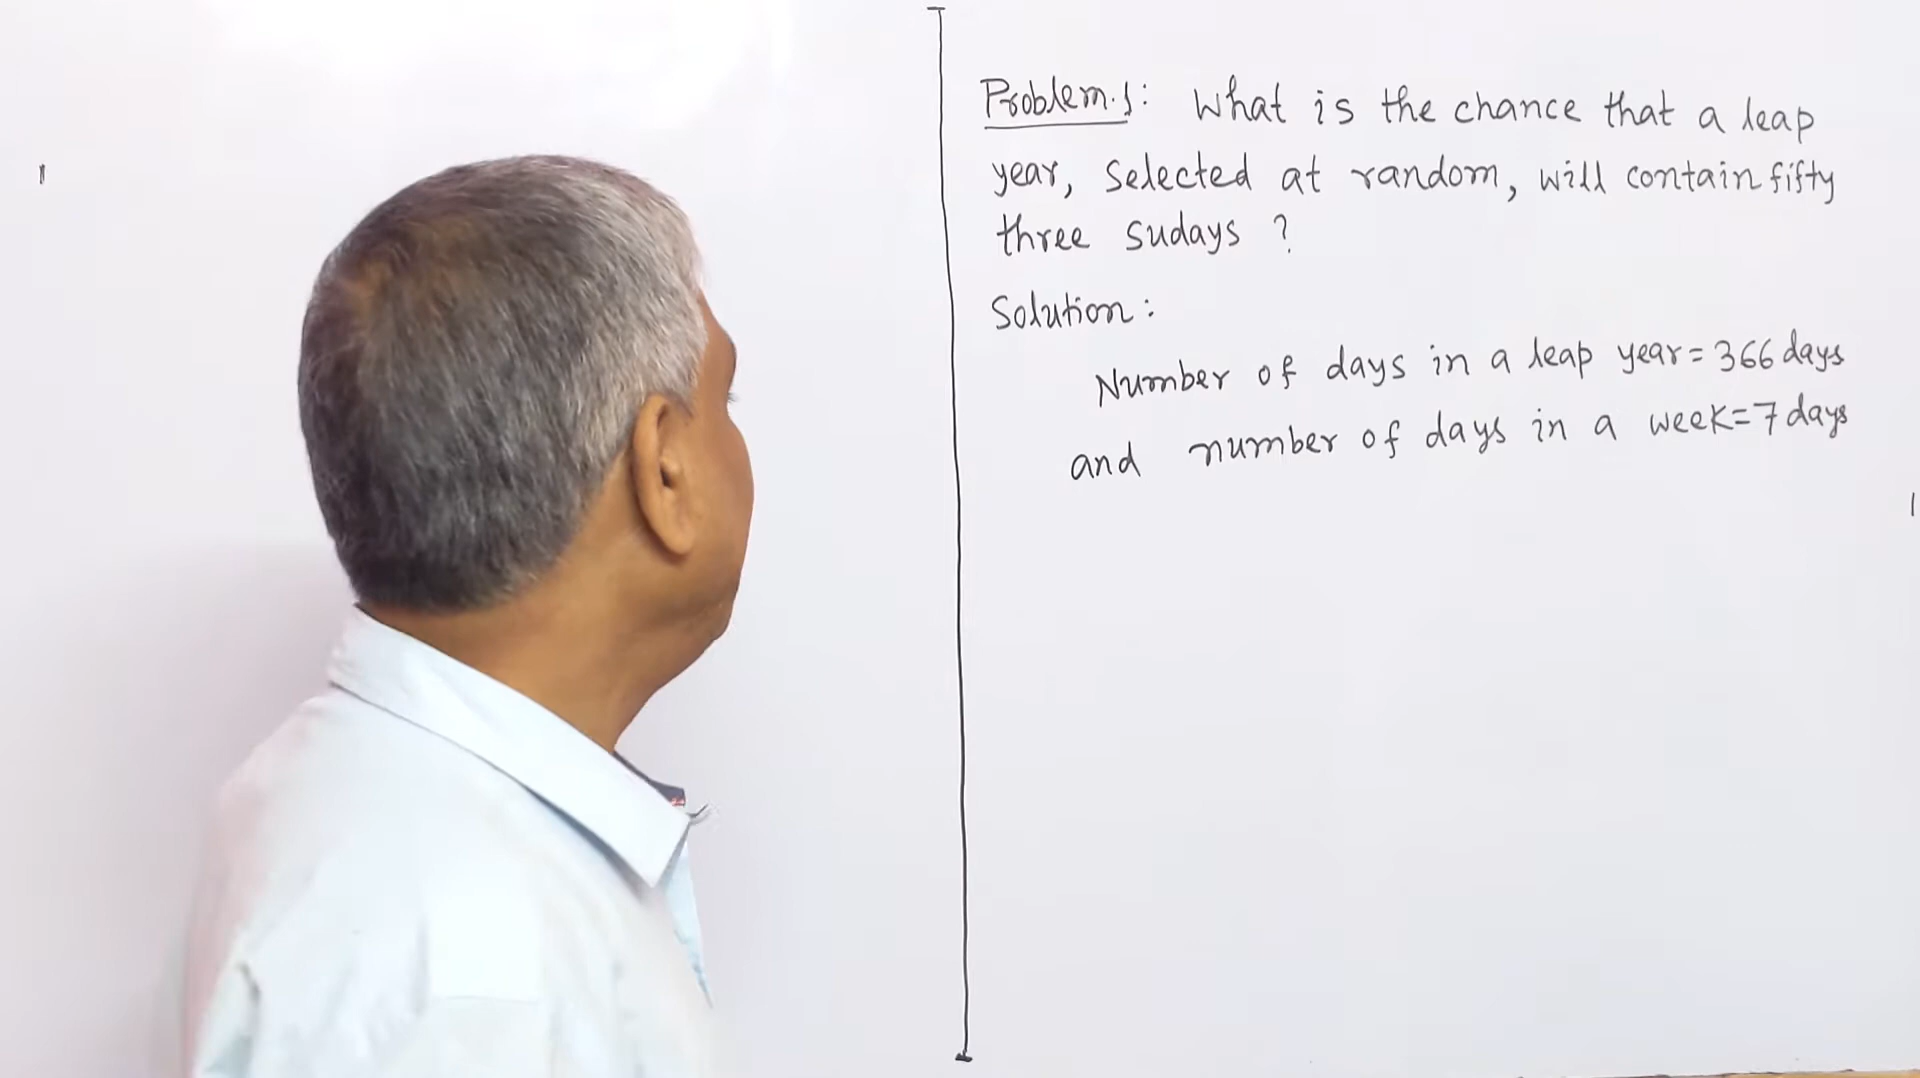 Problem.1: What is the chance that a leap
year, Selected at random, will contain fifty
three sudays ?
Solution:
Number of days in a leap year=366 days
and number of days in a week=7 days